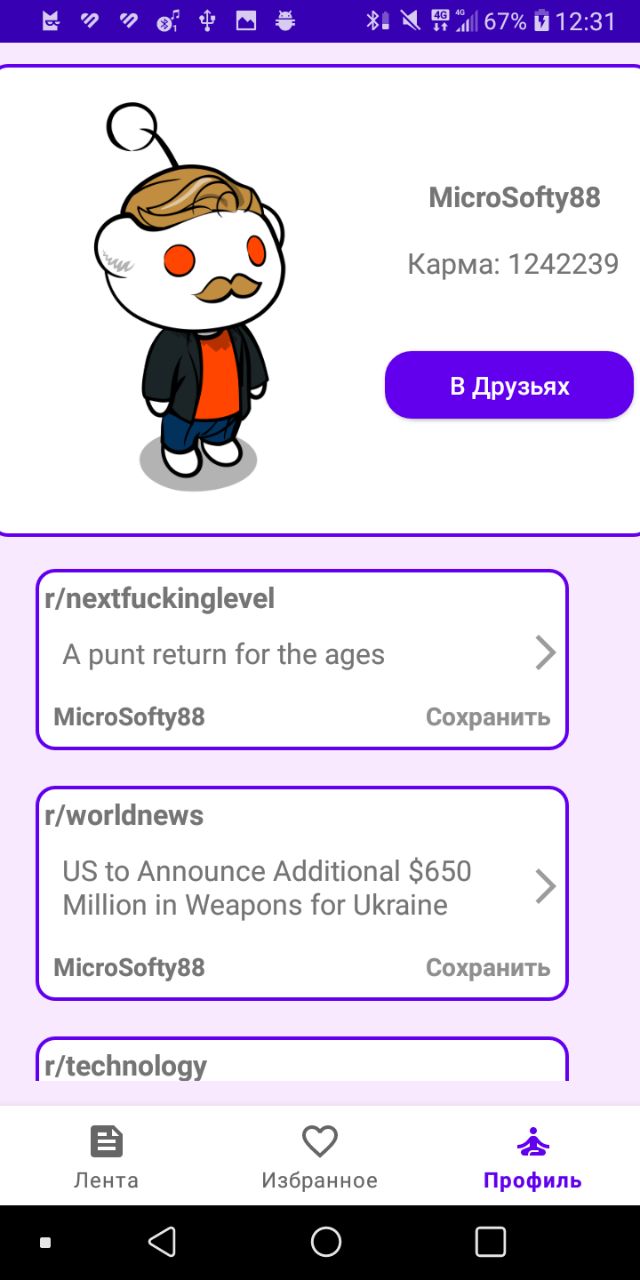 4G 4G 67% 12:31
MicroSofty88
Карма: 1242239
В Друзьях
r/nextfuckinglevel
A punt return for the ages
MicroSofty88 Сохранить
r/worldnews
US to Announce Additional $650
Million in Weapons for Ukraine
MicroSofty88 Сохранить
r/technology
Лента Избранное Профиль